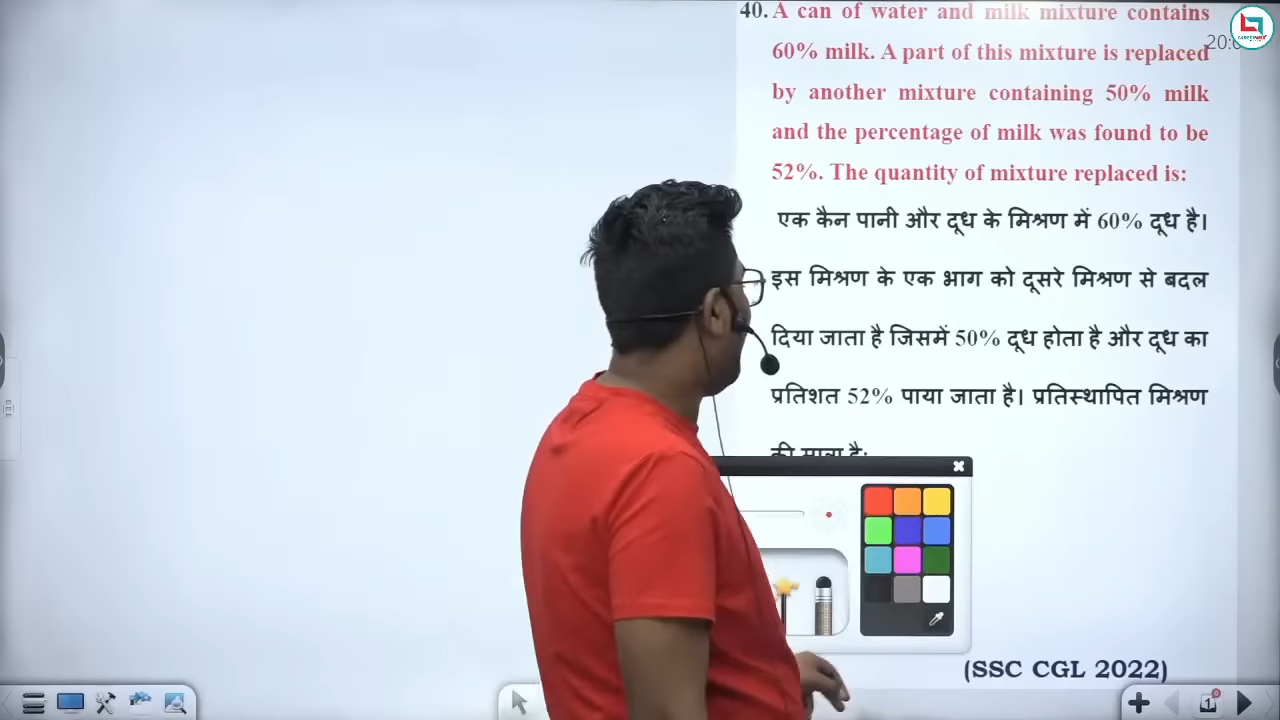 40. A can of water and milk mixture contains
60% milk. A part of this mixture is replaced
by another mixture containing 50% milk
and the percentage of milk was found to be
52%. The quantity of mixture replaced is:
एक कैन पानी और दूध के मिश्रण में 60% दूध है।
इस मिश्रण के एक भाग को दूसरे मिश्रण से बदल
दिया जाता है जिसमें 50% दूध होता है और दूध का
प्रतिशत 52% पाया जाता है। प्रतिस्थापित मिश्रण
की मात्रा है:
(SSC CGL 2022)